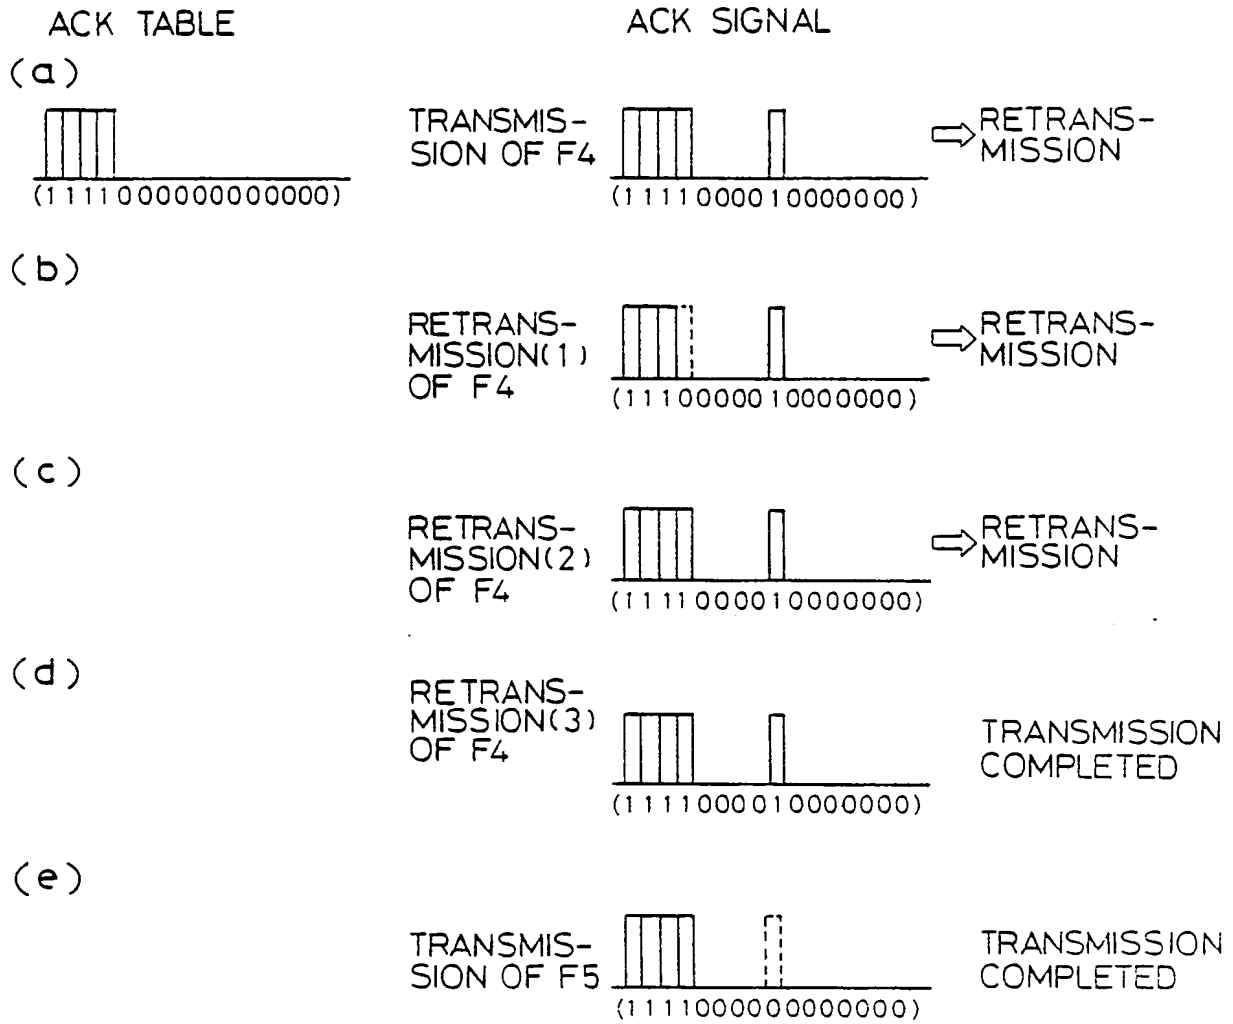 ACK TABLE
ACK SIGNAL
(a)
(1111000000000000)
TRANSMIS-
SION OF F4
(1111000010000000)
RETRANS-
MISSION
(b)
RETRANS-
MISSION(1)
OF F4
(1110000010000000)
RETRANS-
MISSION
(c)
RETRANS-
MISSION(2)
OF F4
(1111000010000000)
RETRANS-
MISSION
(d)
RETRANS-
MISSION(3)
OF F4
(1111000010000000)
TRANSMISSION
COMPLETED
(e)
TRANSMIS-
SION OF F5
(1111000000000000)
TRANSMISSION
COMPLETED